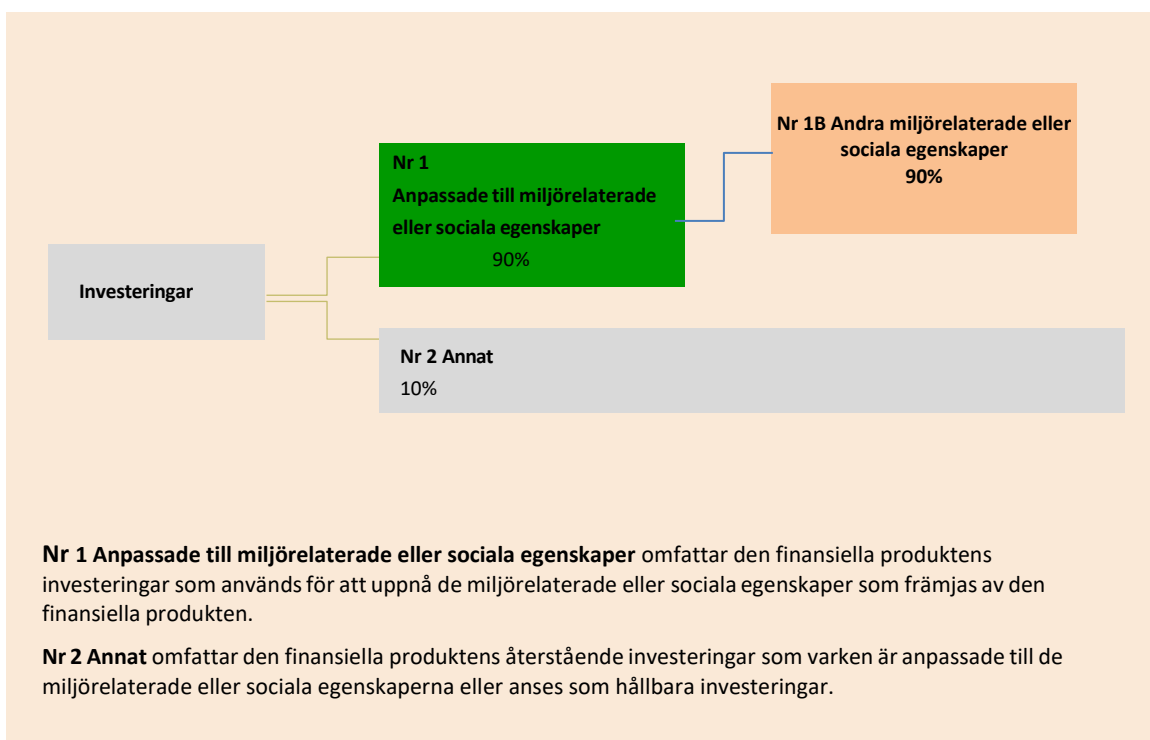 Nr 1B Andra miljörelaterade eller
sociala egenskaper
90%
Nr 1
Anpassade till miljörelaterade
eller sociala egenskaper
90%
Investeringar
Nr 2 Annat
10%
Nr 1 Anpassade till miljörelaterade eller sociala egenskaper omfattar den finansiella produktens
investeringar som används för att uppnå de miljörelaterade eller sociala egenskaper som främjas av den
finansiella produkten.
Nr 2 Annat omfattar den finansiella produktens återstående investeringar som varken är anpassade till de
miljörelaterade eller sociala egenskaperna eller anses som hållbara investeringar.